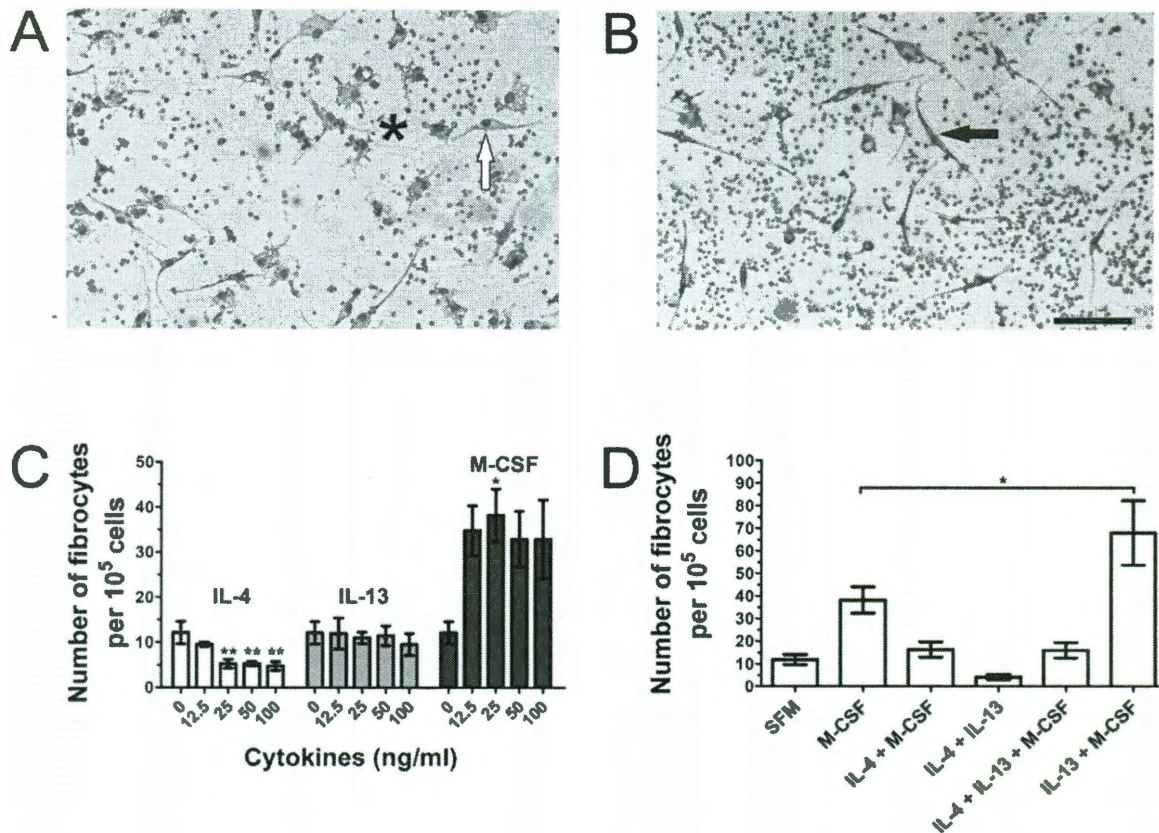 A
*
B
C
Number of fibrocytes
per 10⁵ cells
50
40
30
20
10
0
IL-4
IL-13
M-CSF
*
** ** **
0 12.5 25 50 100 0 12.5 25 50 100 0 12.5 25 50 100
Cytokines (ng/ml)
D
Number of fibrocytes
per 10⁵ cells
100
90
80
70
60
50
40
30
20
10
0
*
SFM
M-CSF
IL-4 + M-CSF
IL-4 + IL-13
IL-4 + IL-13 + M-CSF
IL-13 + M-CSF